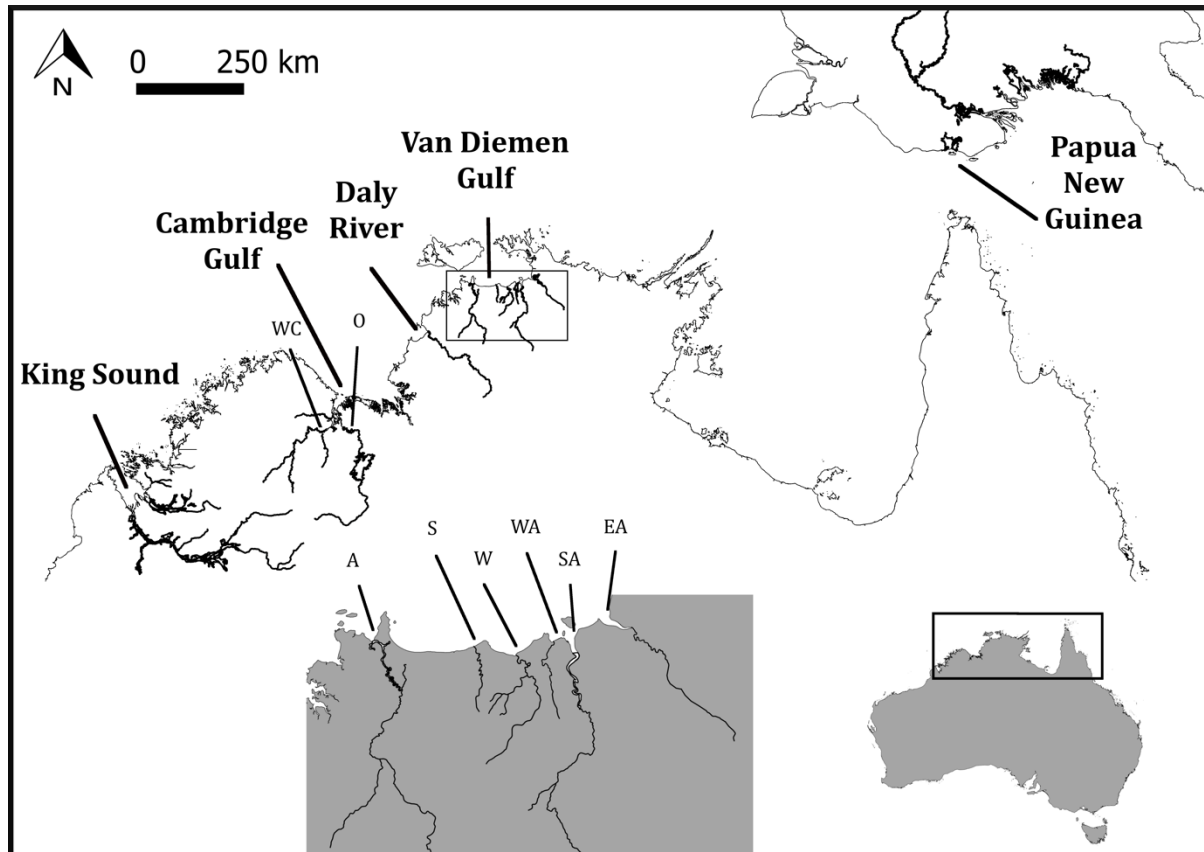 0 250 km
N
Van Diemen
Gulf
Daly
River
Cambridge
Gulf
King Sound
Papua
New
Guinea
WC
O
A
S
W
WA
SA
EA